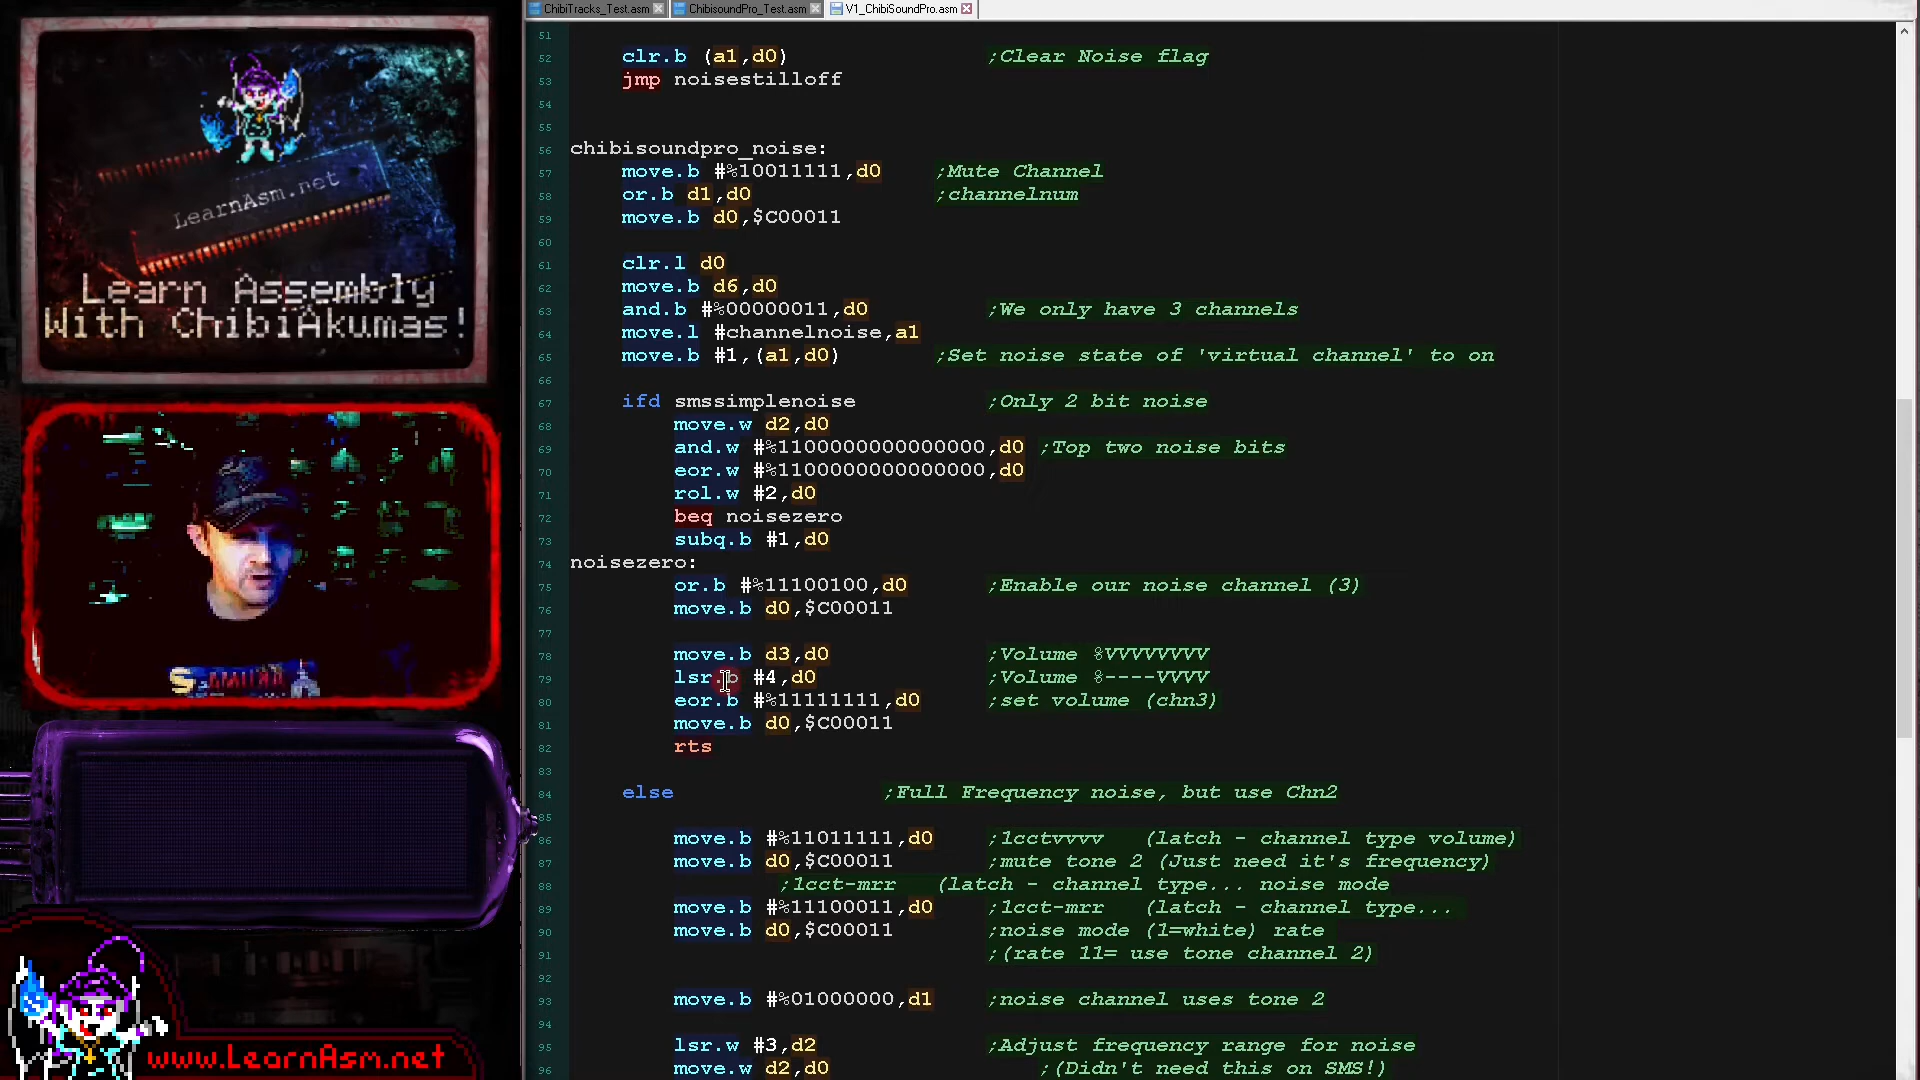 ChibiTracks_Test.asm
ChibisoundPro_Test.asm
V1_ChibiSoundPro.asm
LearnAsm.net
Learn Assembly
With ChibiAkumas!
www.LearnAsm.net
51
52 clr.b (a1,d0) ;Clear Noise flag
53 jmp noisestilloff
54
55
56 chibisoundpro_noise:
57 move.b #%10011111,d0 ;Mute Channel
58 or.b d1,d0 ;channelnum
59 move.b d0,$C00011
60
61 clr.l d0
62 move.b d6,d0
63 and.b #%00000011,d0 ;We only have 3 channels
64 move.l #channelnoise,a1
65 move.b #1,(a1,d0) ;Set noise state of 'virtual channel' to on
66
67 ifd smssimplenoise ;Only 2 bit noise
68 move.w d2,d0
69 and.w #%1100000000000000,d0 ;Top two noise bits
70 eor.w #%1100000000000000,d0
71 rol.w #2,d0
72 beq noisezero
73 subq.b #1,d0
74 noisezero:
75 or.b #%11100100,d0 ;Enable our noise channel (3)
76 move.b d0,$C00011
77
78 move.b d3,d0 ;Volume %VVVVVVVV
79 lsr.b #4,d0 ;Volume %----VVVV
80 eor.b #%11111111,d0 ;set volume (chn3)
81 move.b d0,$C00011
82 rts
83
84 else ;Full Frequency noise, but use Chn2
85
86 move.b #%11011111,d0 ;1cctvvvv (latch - channel type volume)
87 move.b d0,$C00011 ;mute tone 2 (Just need it's frequency)
88 ;1cct-mrr (latch - channel type... noise mode
89 move.b #%11100011,d0 ;1cct-mrr (latch - channel type...
90 move.b d0,$C00011 ;noise mode (1=white) rate
91 ;(rate 11= use tone channel 2)
92
93 move.b #%01000000,d1 ;noise channel uses tone 2
94
95 lsr.w #3,d2 ;Adjust frequency range for noise
96 move.w d2,d0 ;(Didn't need this on SMS!)